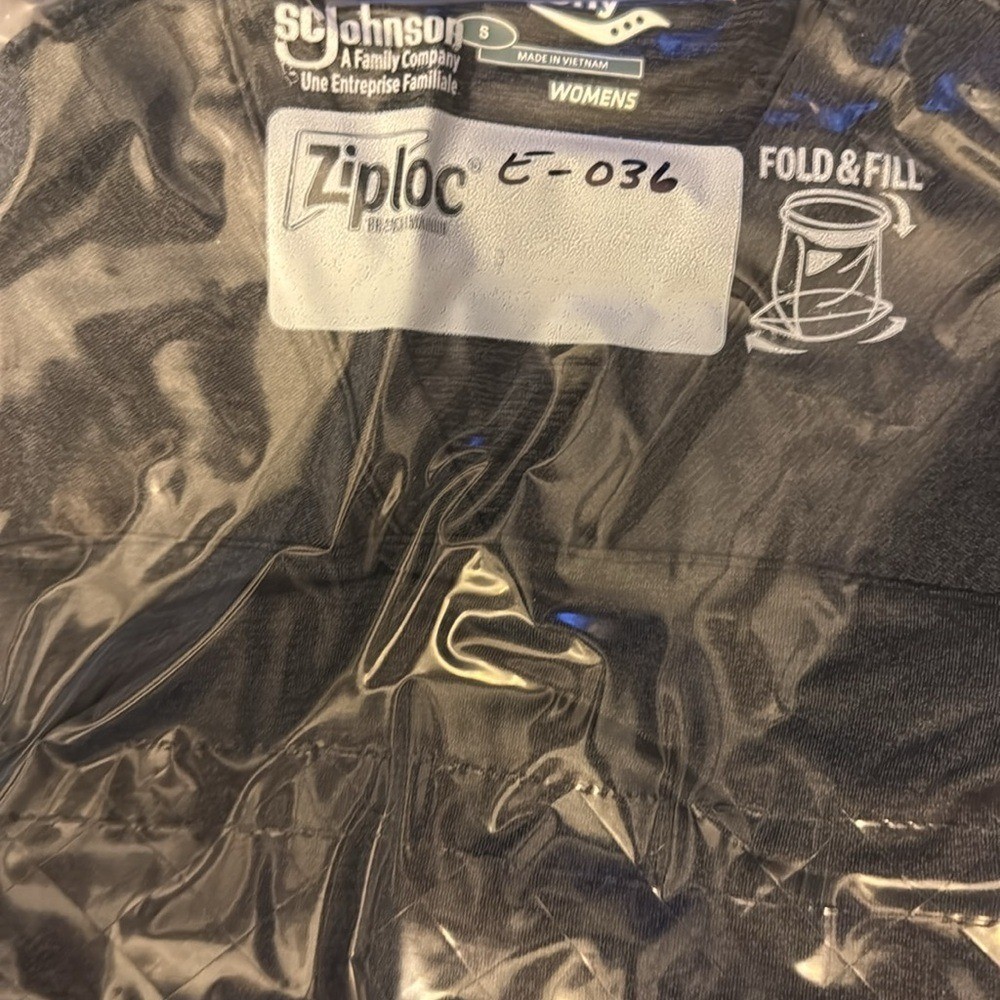 SC Johnson
A Family Company
Une Entreprise Familiale
S
MADE IN VIETNAM
WOMENS
Ziploc® E-036
FOLD & FILL